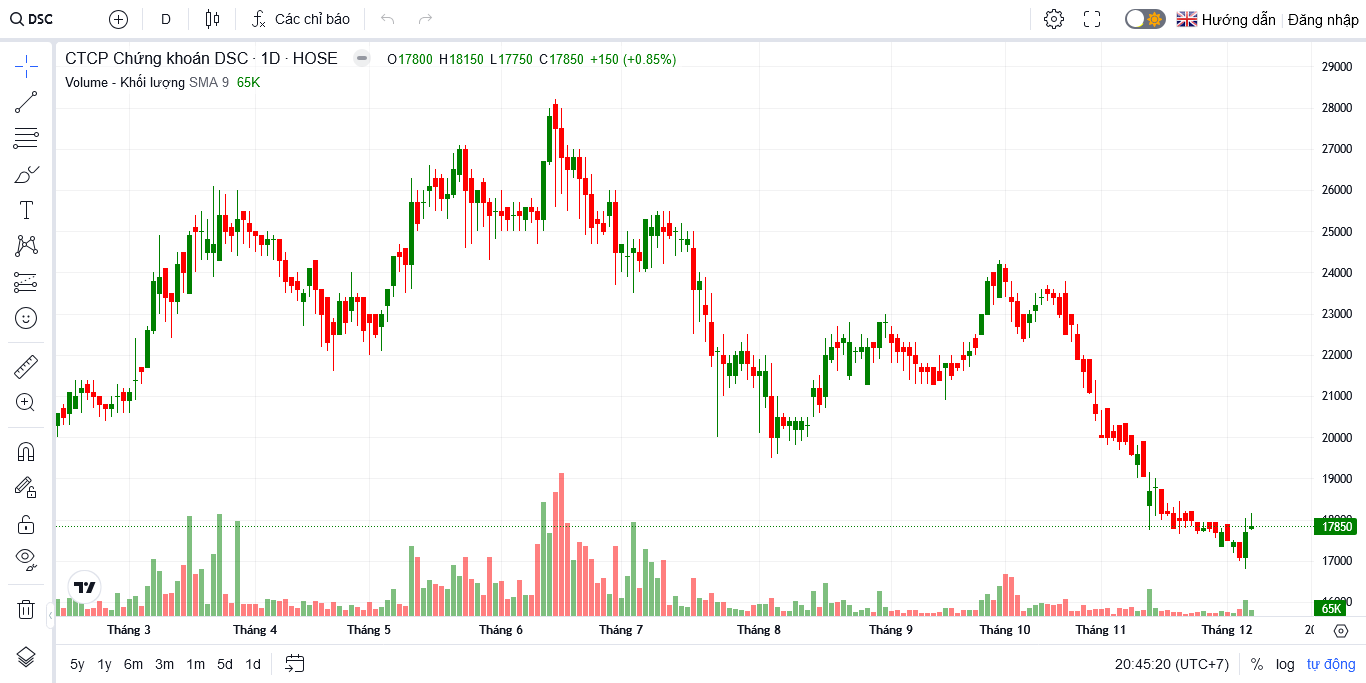 DSC
D
Các chỉ báo
Hướng dẫn
Đăng nhập
CTCP Chứng khoán DSC · 1D · HOSE
O17800 H18150 L17750 C17850 +150 (+0.85%)
Volume - Khối lượng SMA 9 65K
29000
28000
27000
26000
25000
24000
23000
22000
21000
20000
19000
18000
17850
17000
16000
65K
Tháng 3
Tháng 4
Tháng 5
Tháng 6
Tháng 7
Tháng 8
Tháng 9
Tháng 10
Tháng 11
Tháng 12
5y 1y 6m 3m 1m 5d 1d
20:45:20 (UTC+7)
% log tự động